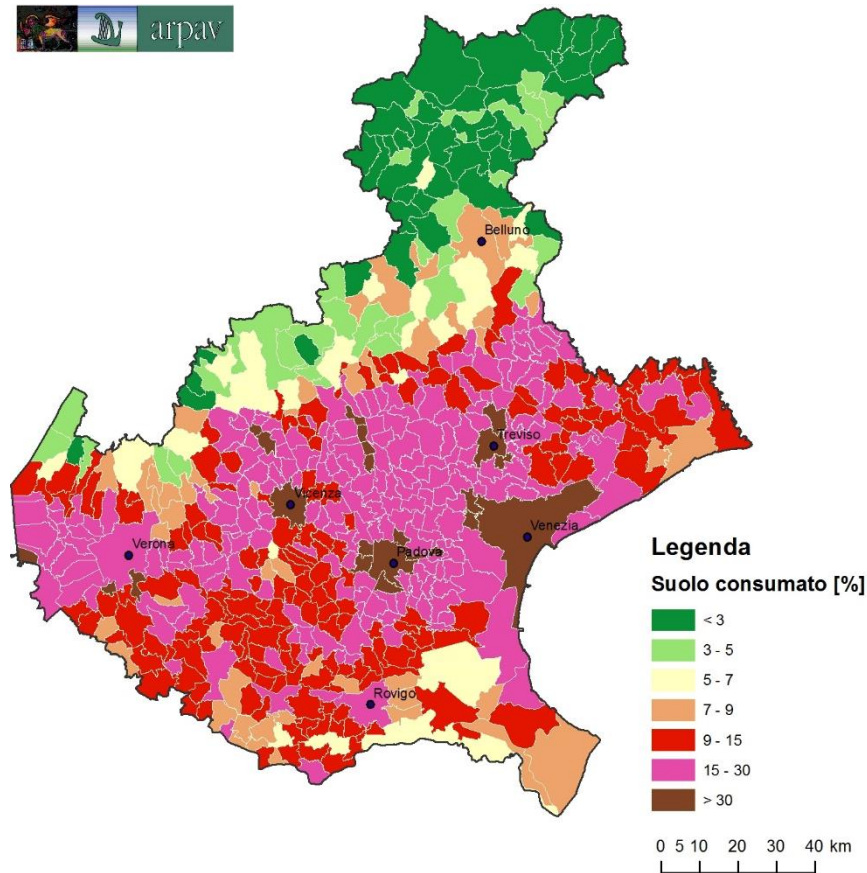 arpav
Belluno
Treviso
Vicenza
Venezia
Verona
Padova
Rovigo
Legenda
Suolo consumato [%]
< 3
3 - 5
5 - 7
7 - 9
9 - 15
15 - 30
> 30
0 5 10 20 30 40 km